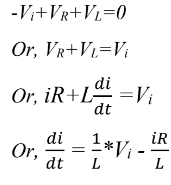 -Vi+VR+VL=0
Or, VR+VL=Vi
Or, iR+L di/dt =Vi
Or, di/dt = 1/L*Vi - iR/L